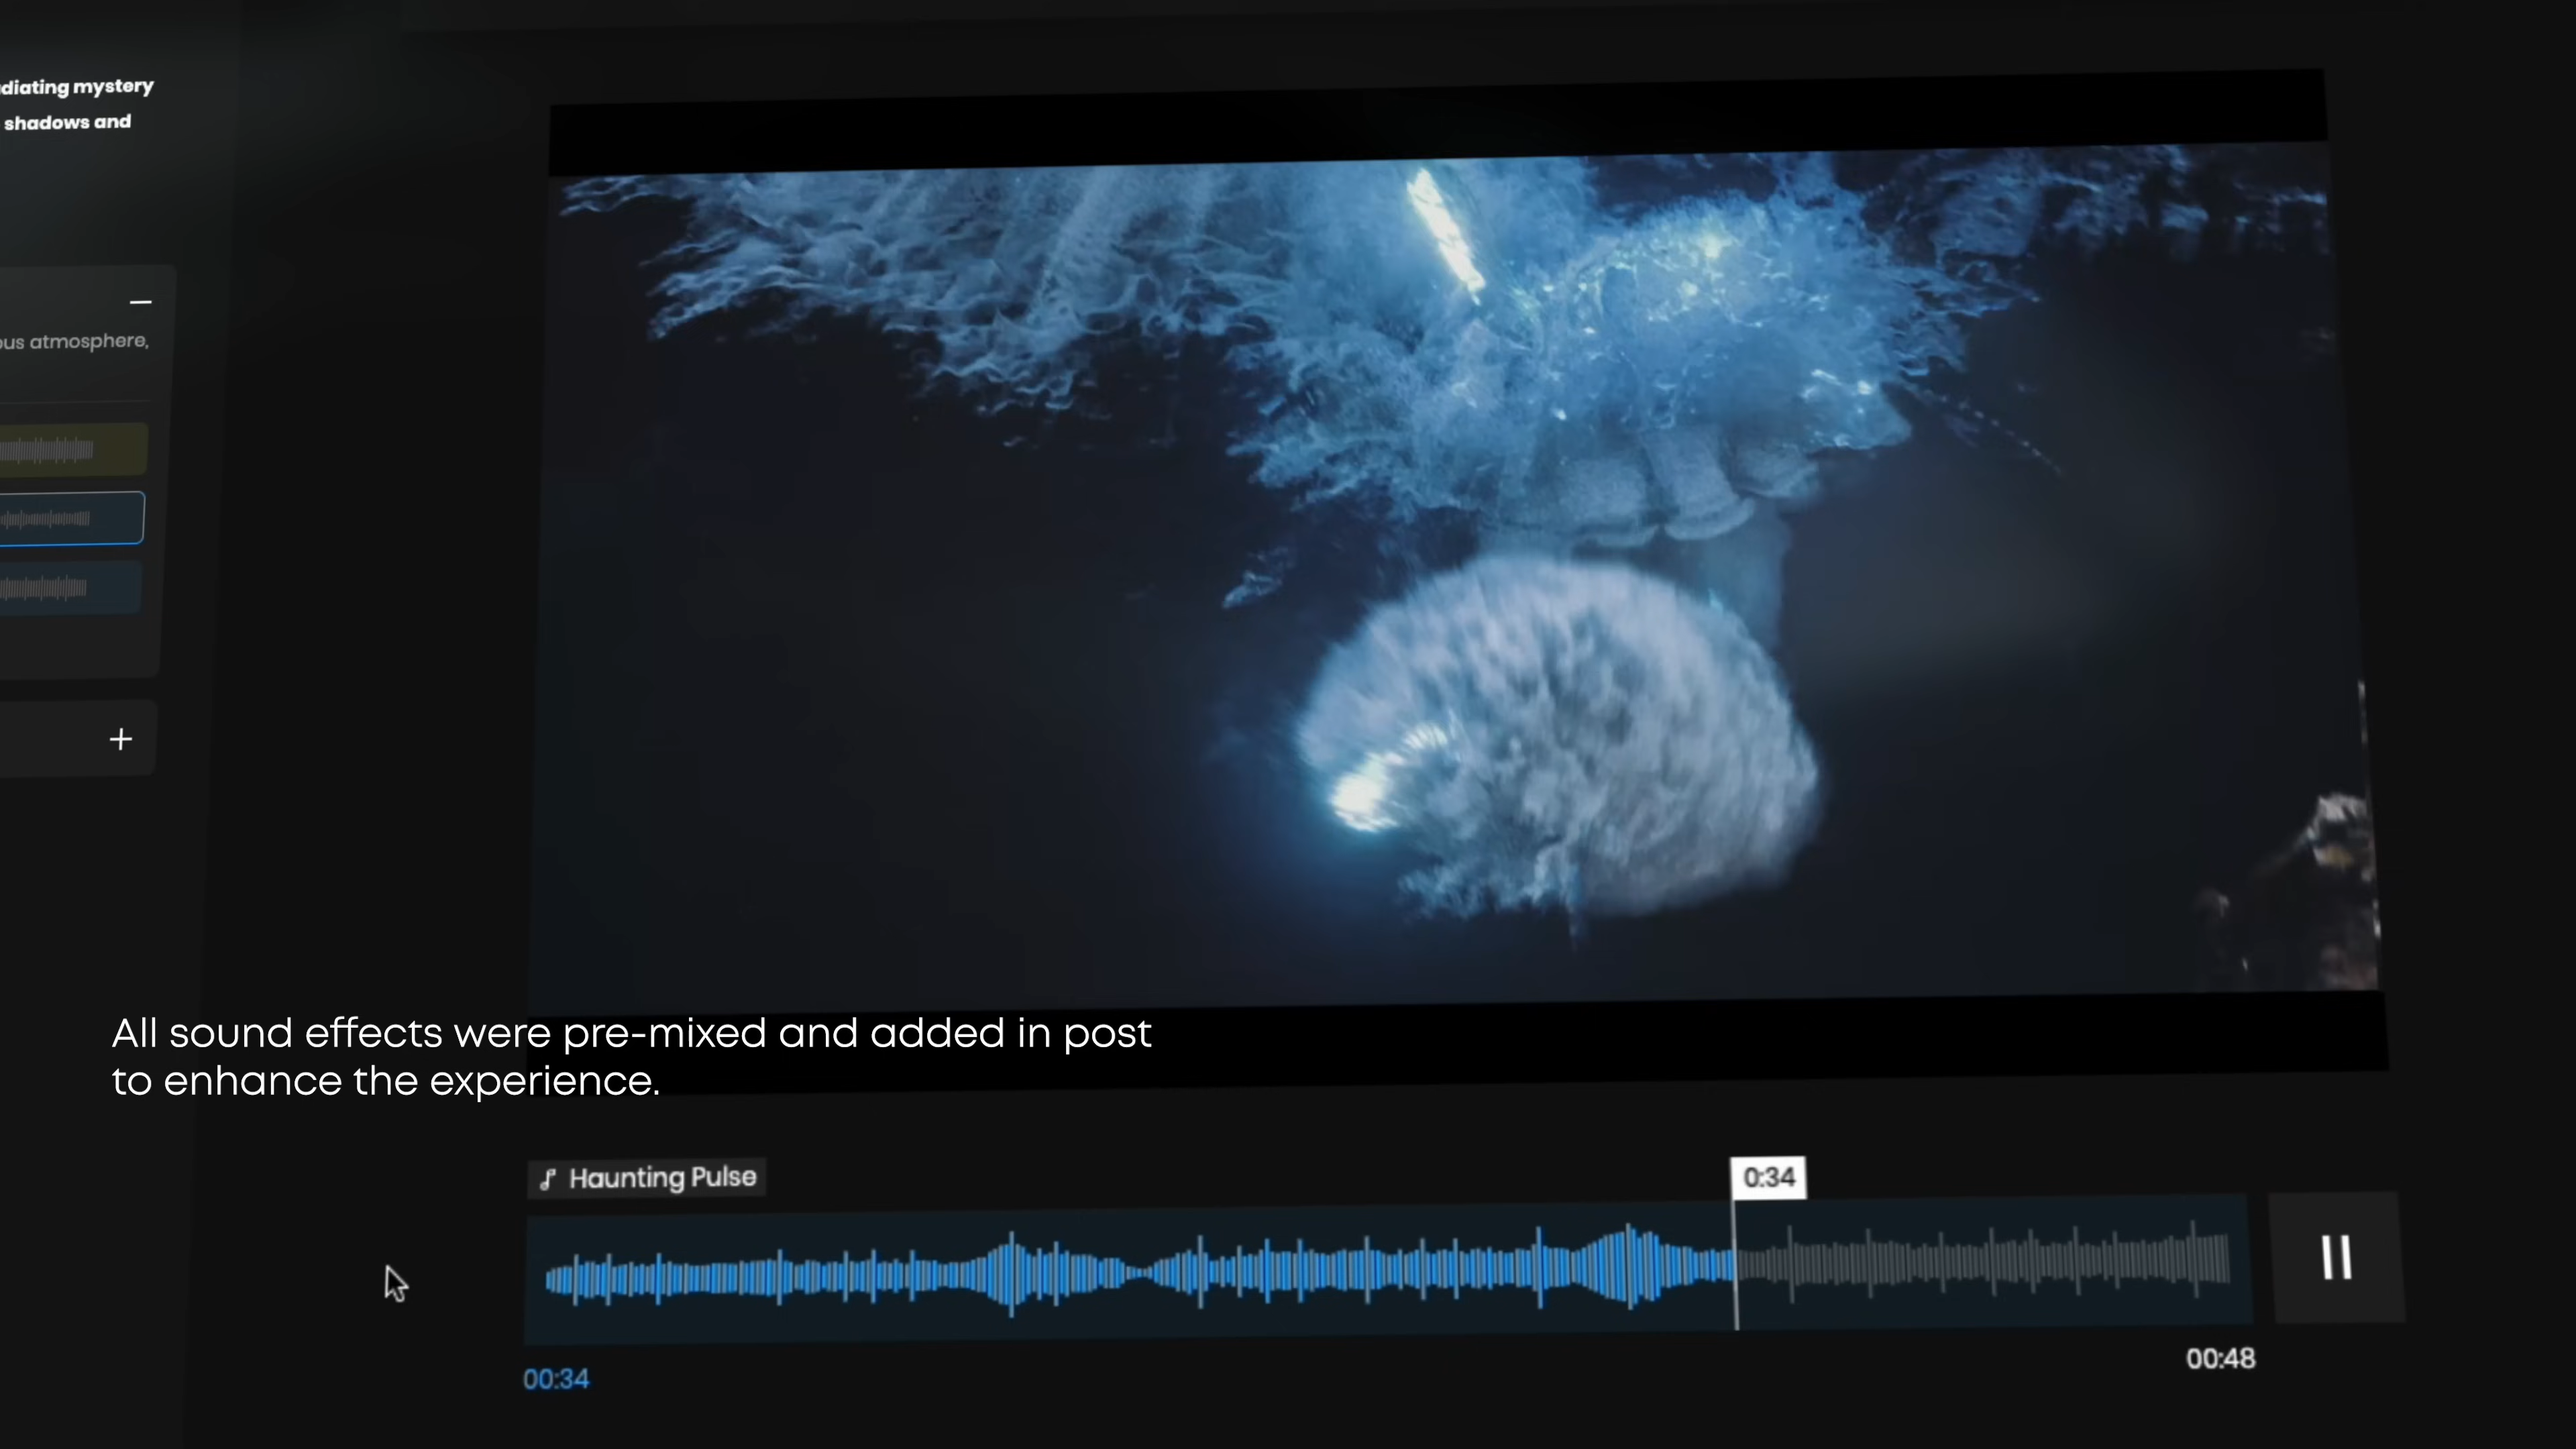 diating mystery
shadows and
ous atmosphere,
All sound effects were pre-mixed and added in post
to enhance the experience.
Haunting Pulse
0:34
00:34
00:48